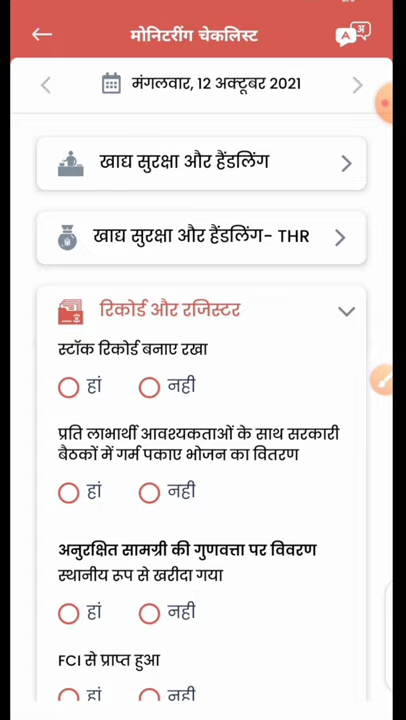 मोनिटरींग चेकलिस्ट
मंगलवार, 12 अक्टूबर 2021
खाद्य सुरक्षा और हैंडलिंग
खाद्य सुरक्षा और हैंडलिंग- THR
रिकोर्ड और रजिस्टर
स्टॉक रिकोर्ड बनाए रखा
हां नही
प्रति लाभार्थी आवश्यकताओं के साथ सरकारी
बैठकों में गर्म पकाए भोजन का वितरण
हां नही
अनुरक्षित सामग्री की गुणवत्ता पर विवरण
स्थानीय रूप से खरीदा गया
हां नही
FCI से प्राप्त हुआ
हां नही